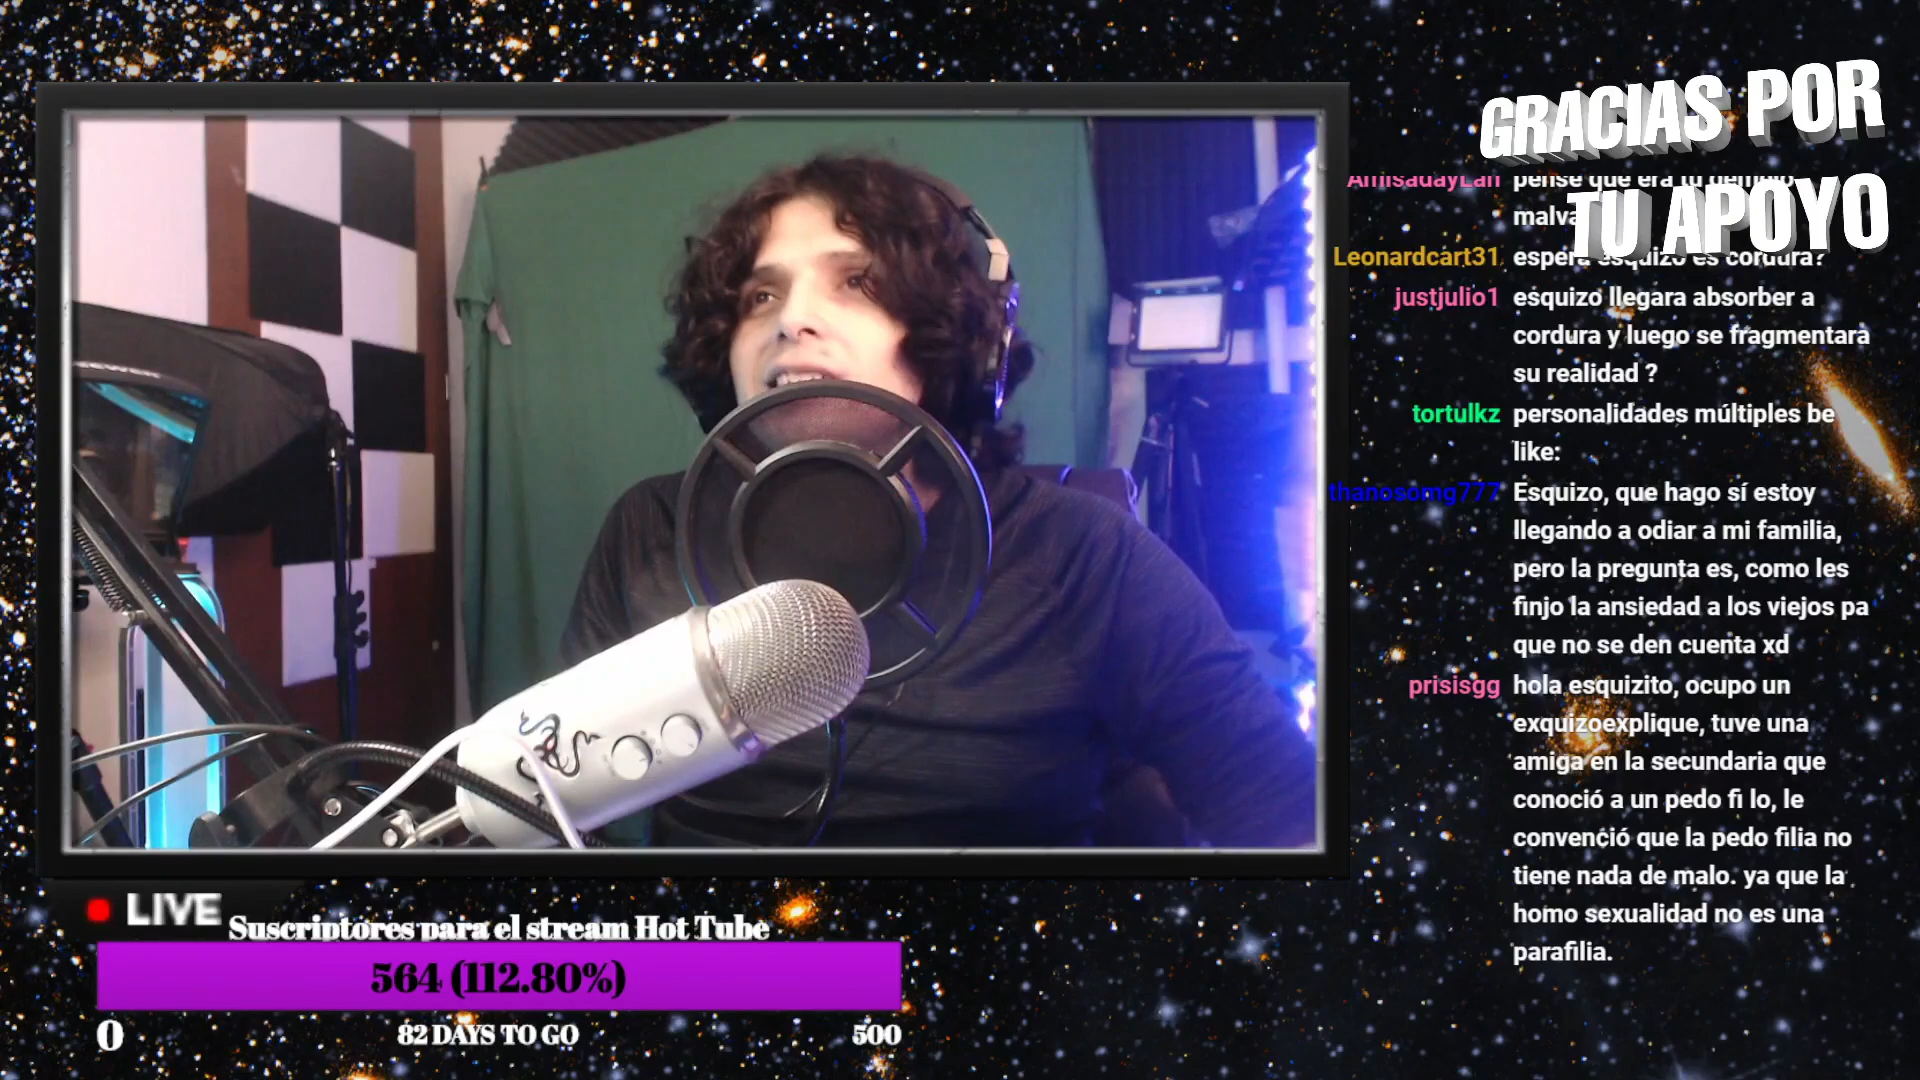 GRACIAS POR
TU APOYO
AmisadayLan pensé que era tu
malva
Leonardcart31 espera esquizo es cordura?
justjulio1 esquizo llegara absorber a
cordura y luego se fragmentara
su realidad ?
tortulkz personalidades múltiples be
like:
thanosomg777 Esquizo, que hago sí estoy
llegando a odiar a mi familia,
pero la pregunta es, como les
finjo la ansiedad a los viejos pa
que no se den cuenta xd
prisisgg hola esquizito, ocupo un
exquizoexplique, tuve una
amiga en la secundaria que
conoció a un pedo fi lo, le
convenció que la pedo filia no
tiene nada de malo. ya que la
homo sexualidad no es una
parafilia.
LIVE
Suscriptores para el stream Hot Tube
564 (112.80%)
0 82 DAYS TO GO 500